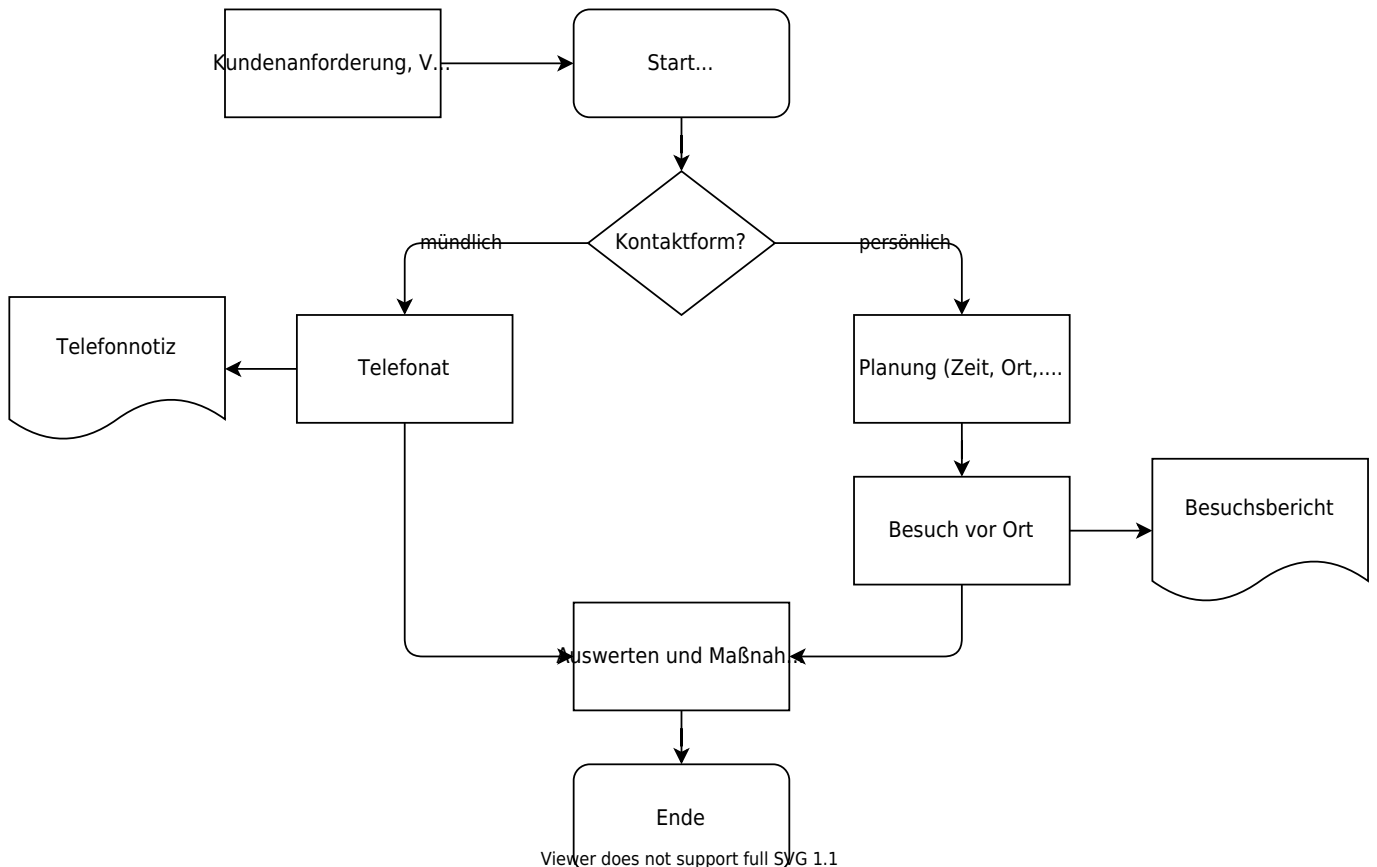 Kundenanforderung, V...
Start...
Kontaktform?
mündlich
persönlich
Telefonnotiz
Telefonat
Planung (Zeit, Ort,....
Besuch vor Ort
Besuchsbericht
Auswerten und Maßnah...
Ende
Viewer does not support full SVG 1.1